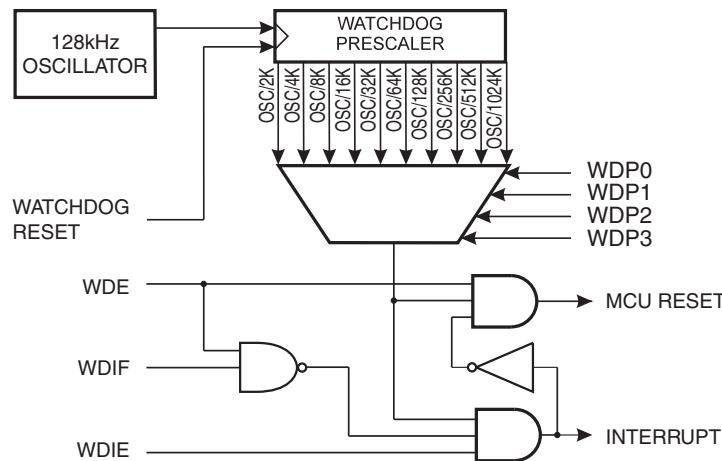 128kHz
OSCILLATOR
WATCHDOG
PRESCALER
OSC/2K
OSC/4K
OSC/8K
OSC/16K
OSC/32K
OSC/64K
OSC/128K
OSC/256K
OSC/512K
OSC/1024K
WDP0
WDP1
WDP2
WDP3
WATCHDOG
RESET
WDE
MCU RESET
WDIF
WDIE
INTERRUPT